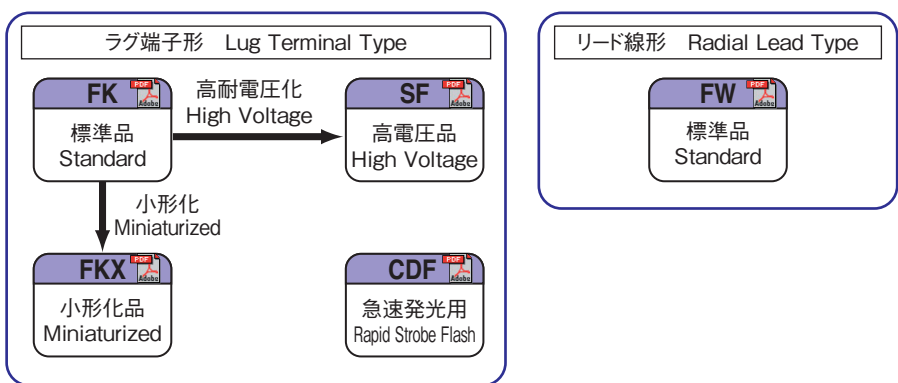 ラグ端子形 Lug Terminal Type
FK PDF Adobe
標準品
Standard
高耐電圧化
High Voltage
SF PDF Adobe
高電圧品
High Voltage
小形化
Miniaturized
FKX PDF Adobe
小形化品
Miniaturized
CDF PDF Adobe
急速発光用
Rapid Strobe Flash
リード線形 Radial Lead Type
FW PDF Adobe
標準品
Standard